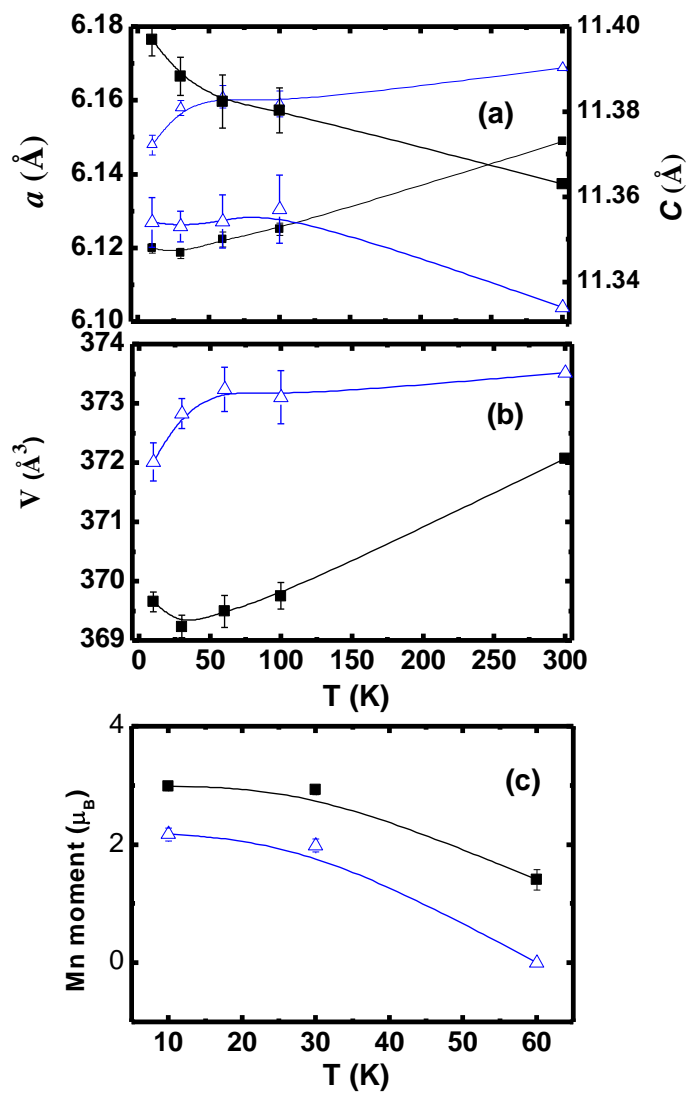 6.18
6.16
6.14
6.12
6.10
a (Å)
(a)
11.40
11.38
11.36
11.34
C (Å)
374
373
372
371
370
369
V (Å³)
(b)
0 50 100 150 200 250 300
T (K)
4
2
0
Mn moment (μB)
(c)
10 20 30 40 50 60
T (K)